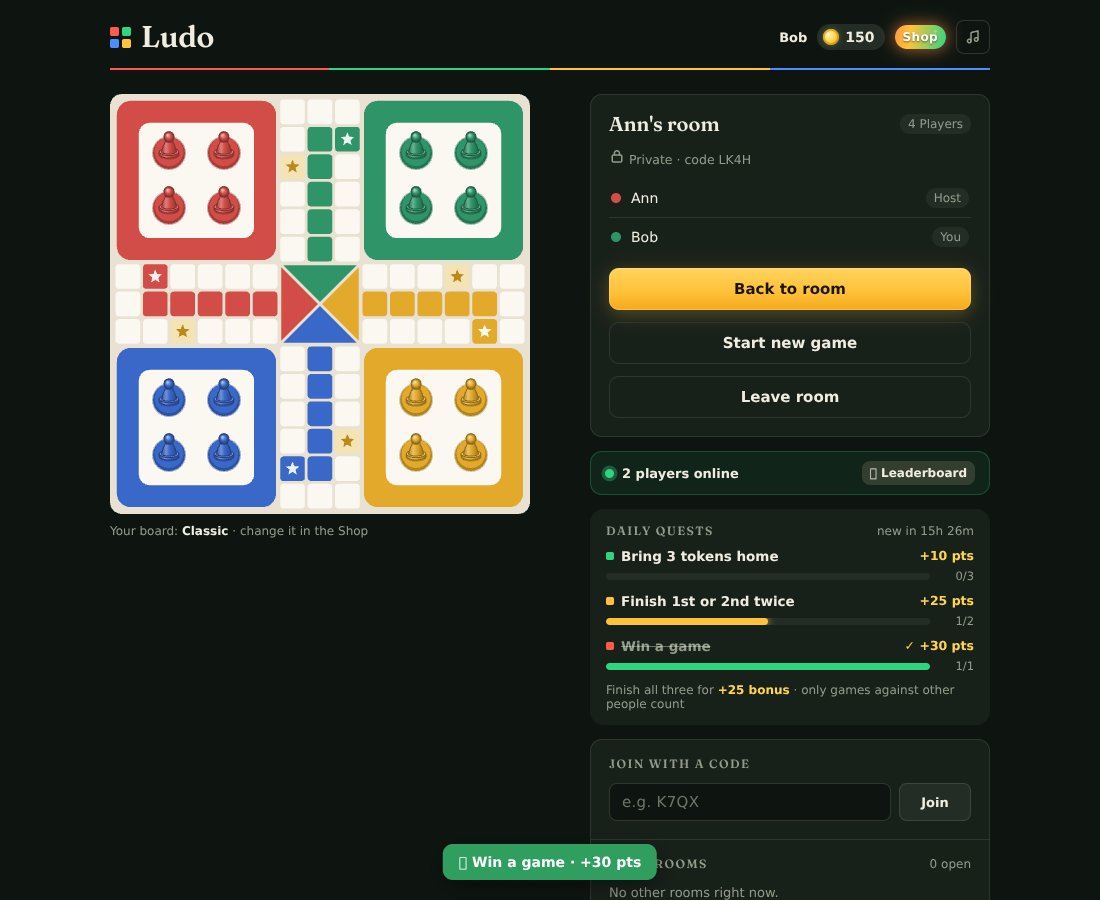 Ludo
Bob
150
Shop
Ann's room
4 Players
Private · code LK4H
Ann
Host
Bob
You
Back to room
Start new game
Leave room
2 players online
Leaderboard
Your board: Classic · change it in the Shop
DAILY QUESTS
new in 15h 26m
Bring 3 tokens home
+10 pts
0/3
Finish 1st or 2nd twice
+25 pts
1/2
Win a game
✓ +30 pts
1/1
Finish all three for +25 bonus · only games against other
people count
JOIN WITH A CODE
e.g. K7QX
Join
Win a game · +30 pts
ROOMS
0 open
No other rooms right now.